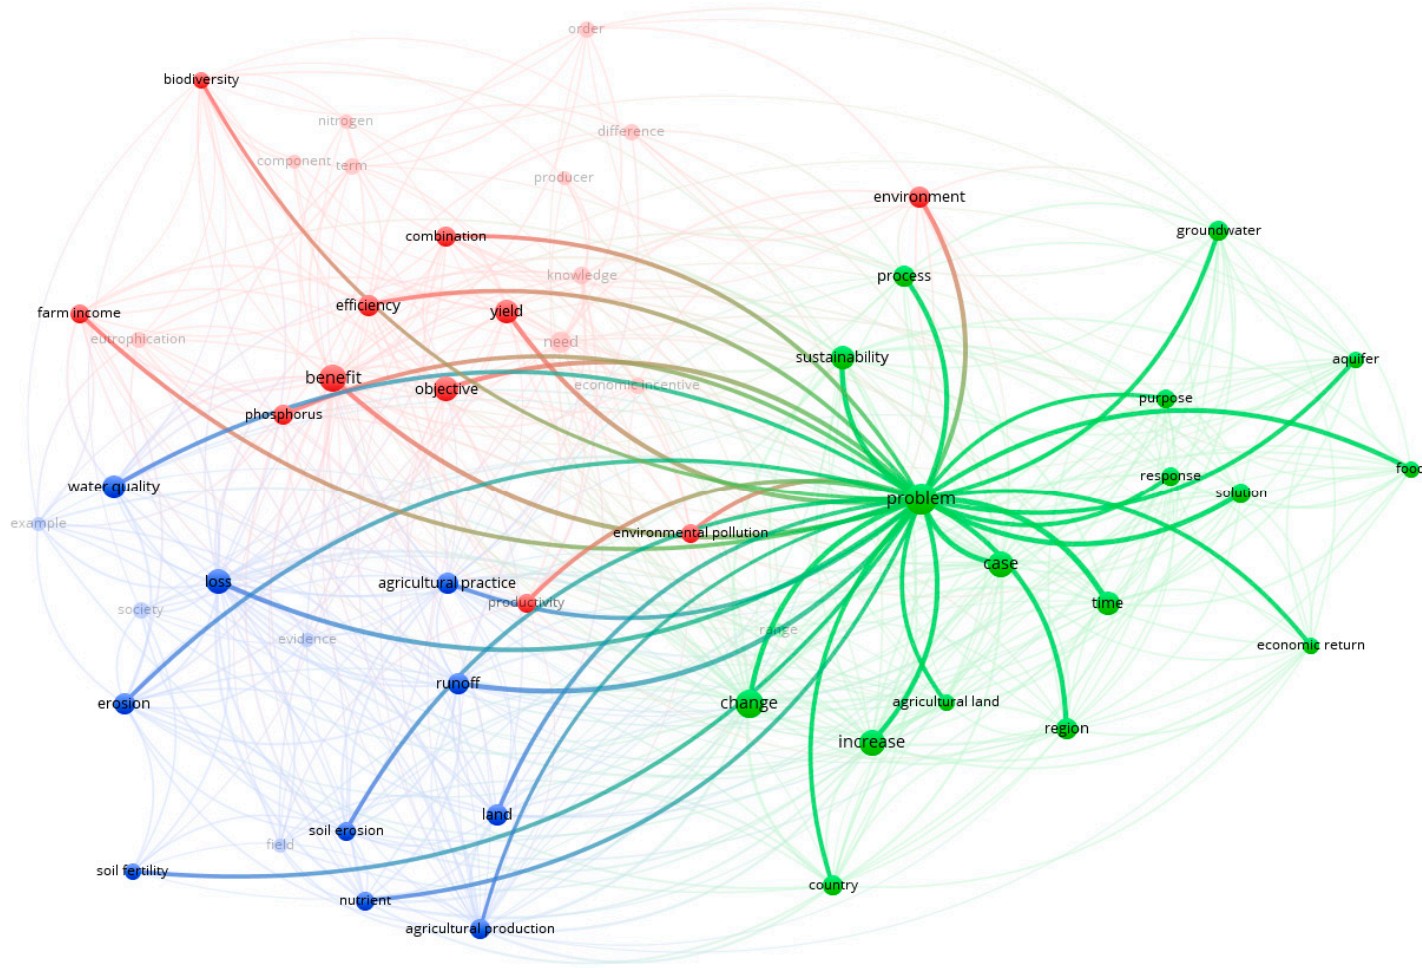 order
biodiversity
nitrogen
difference
component
term
producer
environment
combination
groundwater
knowledge
process
farm income
efficiency
yield
eutrophication
need
sustainability
aquifer
benefit
objective
economic incentive
purpose
phosphorus
food
response
water quality
solution
problem
example
environmental pollution
case
loss
agricultural practice
society
productivity
time
evidence
range
economic return
runoff
erosion
change
agricultural land
region
increase
land
soil erosion
field
soil fertility
country
nutrient
agricultural production